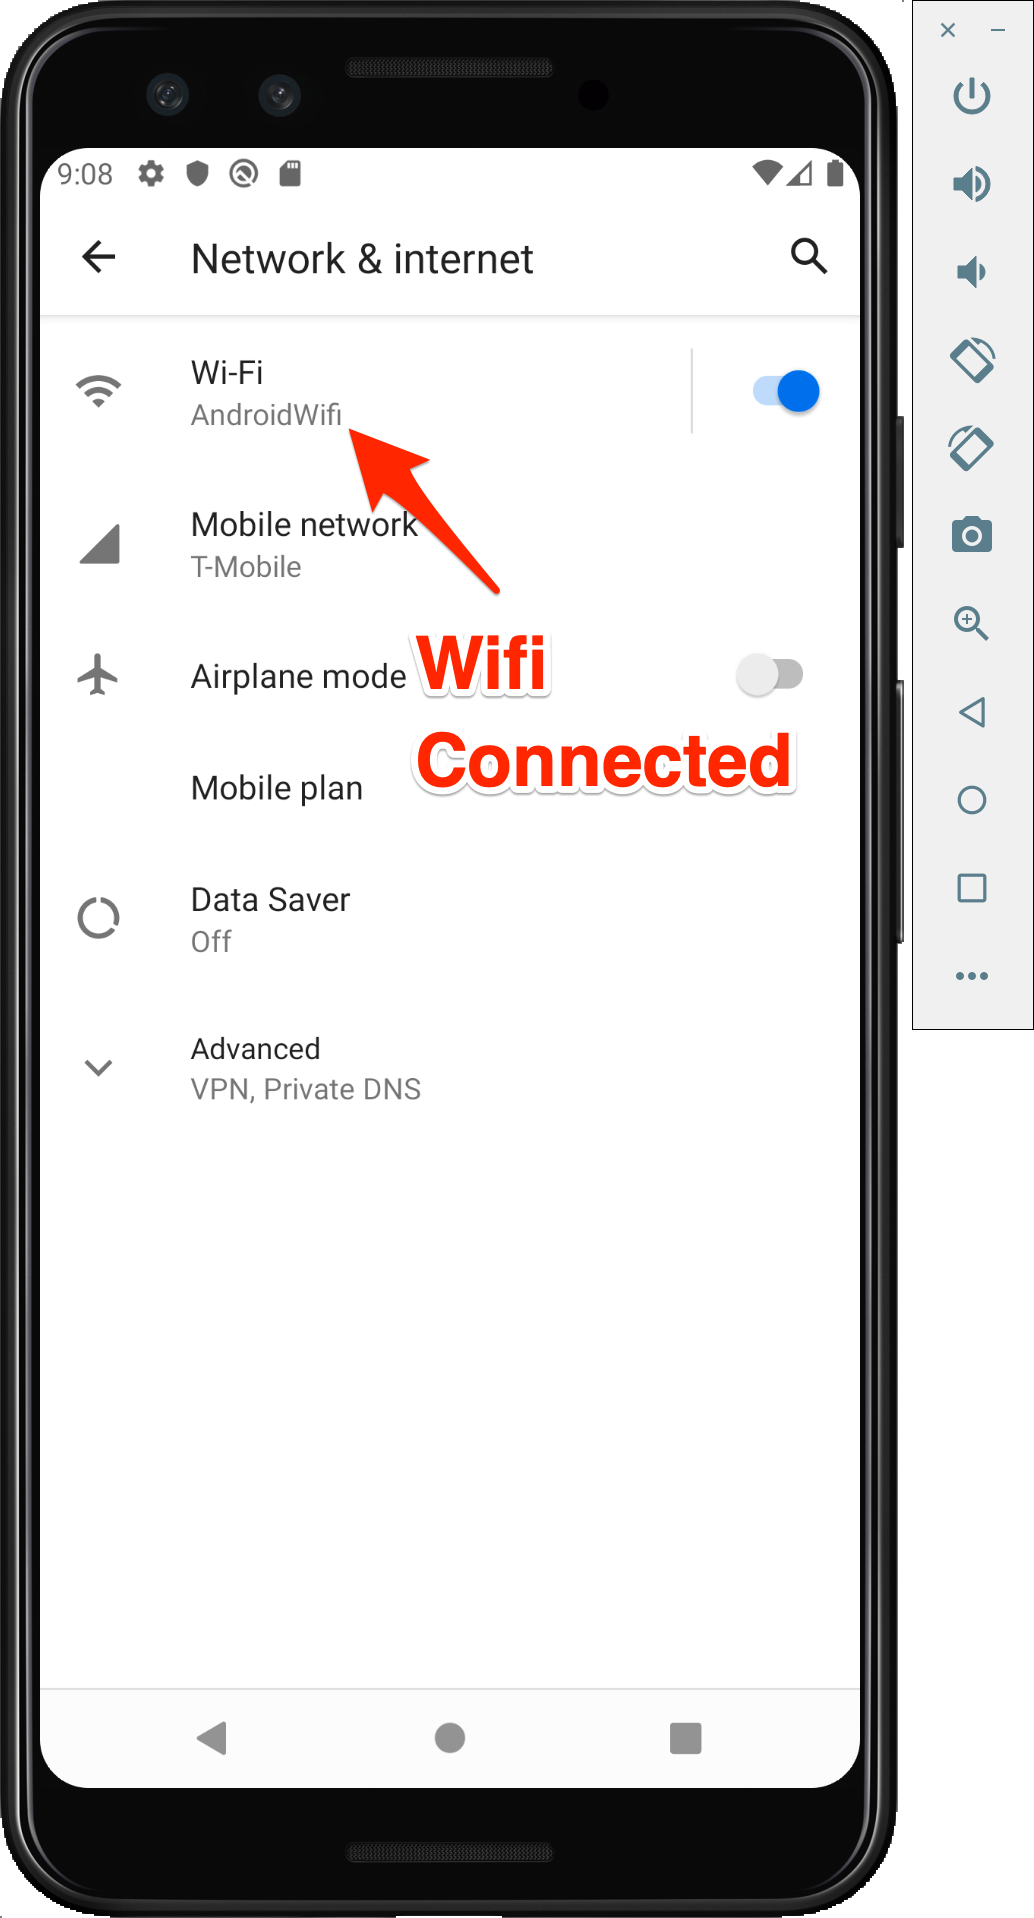 9:08
Network & internet
Wi-Fi
AndroidWifi
Mobile network
T-Mobile
Airplane mode
Wifi
Connected
Mobile plan
Data Saver
Off
Advanced
VPN, Private DNS